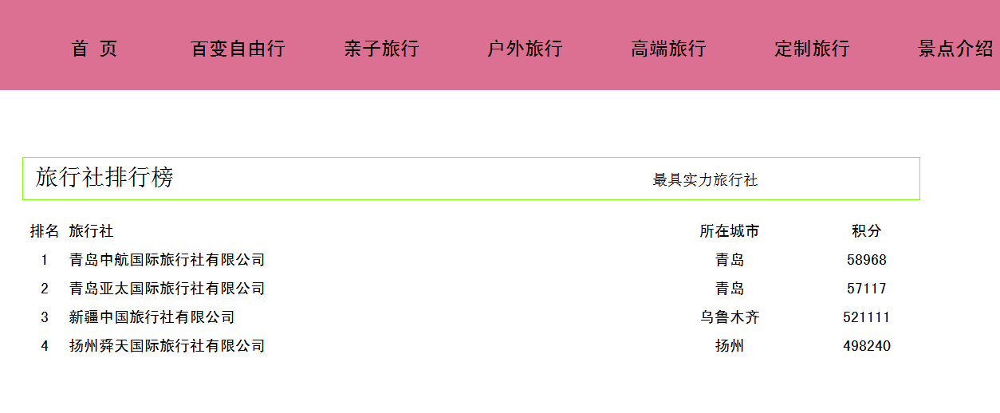 首 页 百变自由行 亲子旅行 户外旅行 高端旅行 定制旅行 景点介绍
旅行社排行榜 最具实力旅行社
排名 旅行社 所在城市 积分
1 青岛中航国际旅行社有限公司 青岛 58968
2 青岛亚太国际旅行社有限公司 青岛 57117
3 新疆中国旅行社有限公司 乌鲁木齐 521111
4 扬州舜天国际旅行社有限公司 扬州 498240